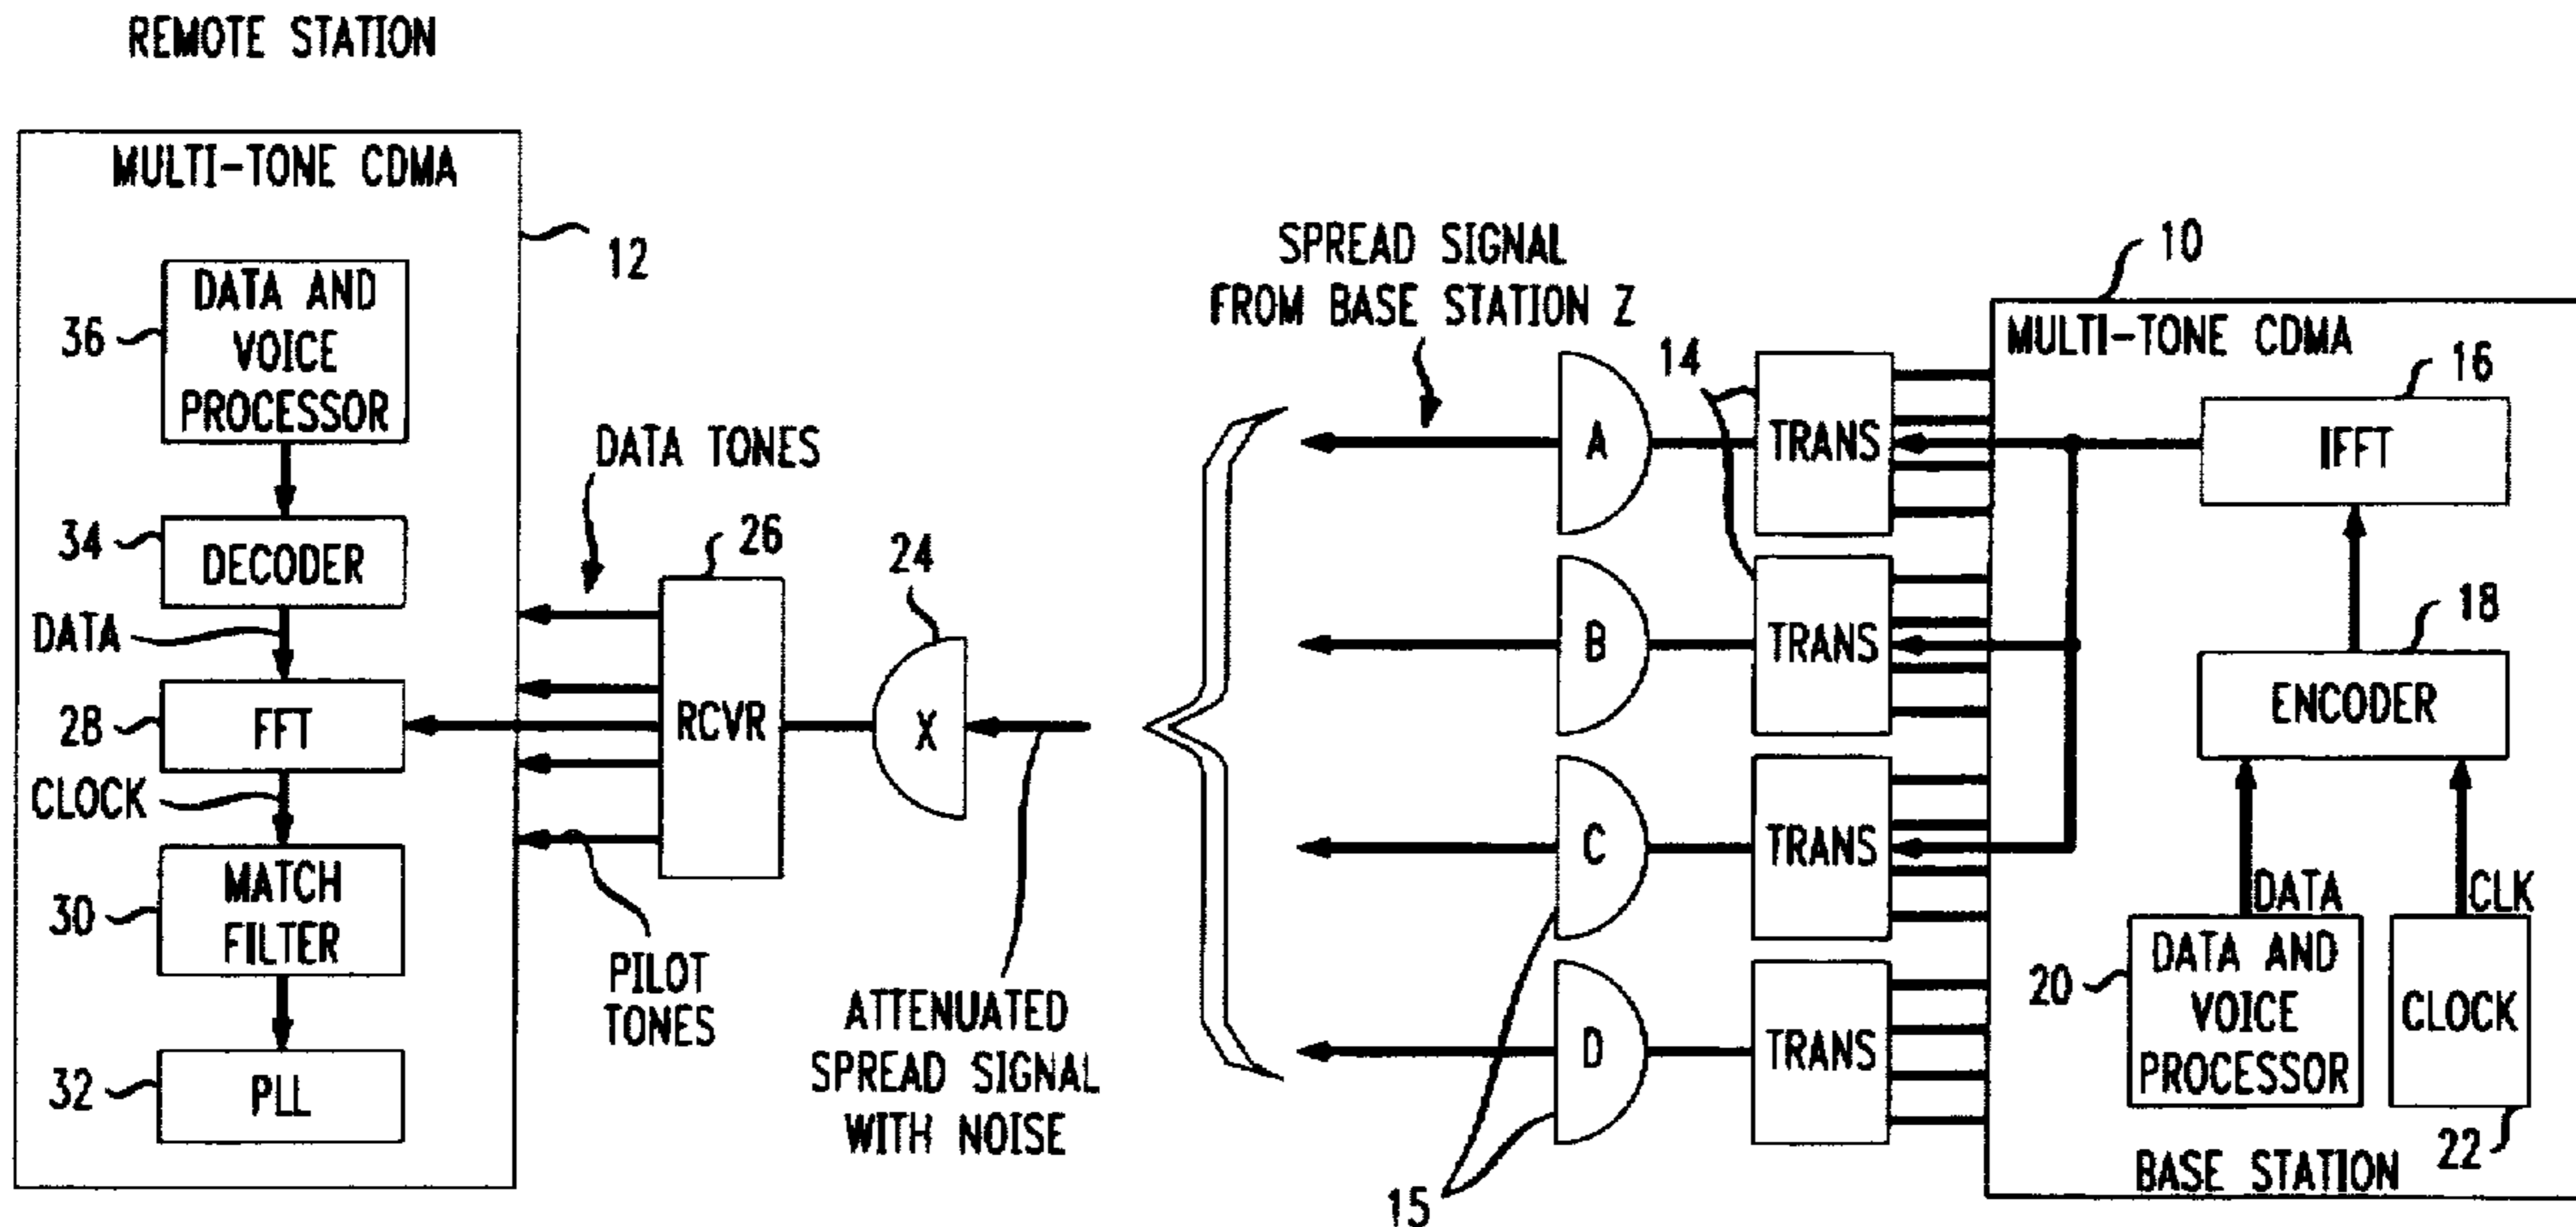 REMOTE STATION
MULTI-TONE CDMA
12
DATA AND
VOICE
PROCESSOR
36
DECODER
34
DATA
FFT
28
CLOCK
MATCH
FILTER
30
PLL
32
DATA TONES
PILOT
TONES
26
RCVR
24
X
ATTENUATED
SPREAD SIGNAL
WITH NOISE
SPREAD SIGNAL
FROM BASE STATION Z
A
B
C
D
15
14
TRANS
TRANS
TRANS
TRANS
10
MULTI-TONE CDMA
16
IFFT
18
ENCODER
DATA
CLK
20
DATA AND
VOICE
PROCESSOR
CLOCK
22
BASE STATION